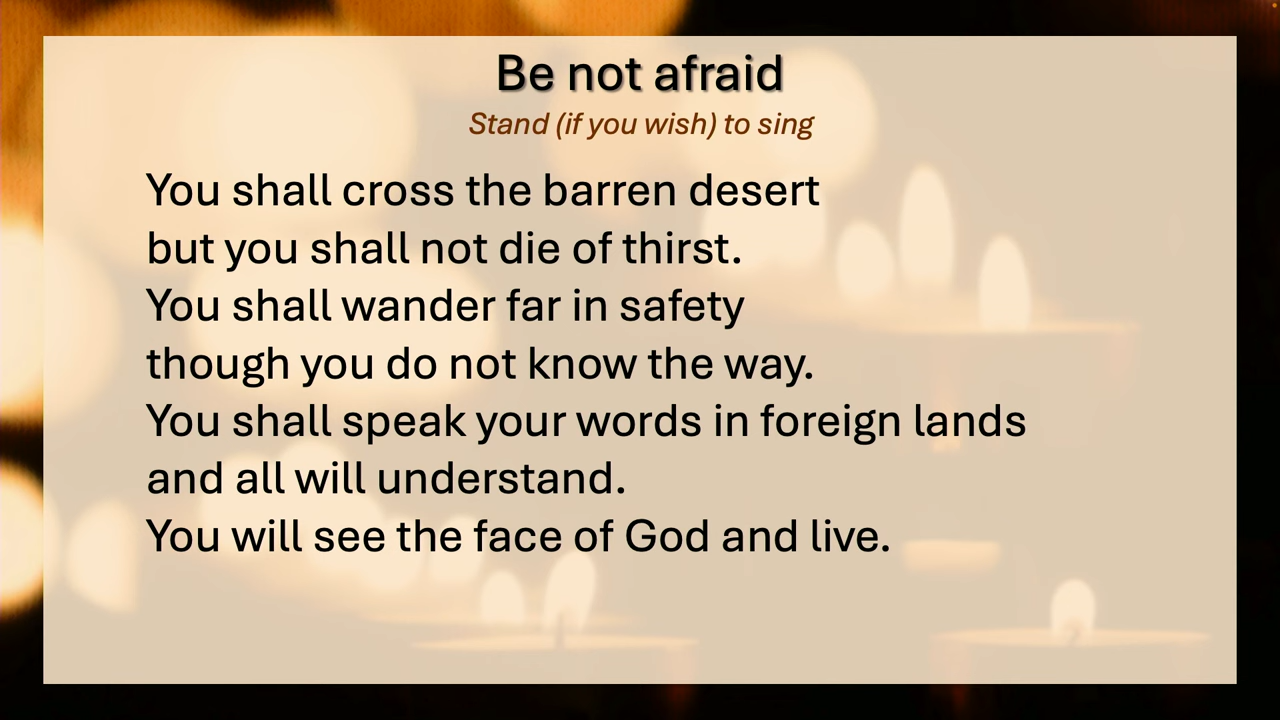 Be not afraid
Stand (if you wish) to sing
You shall cross the barren desert
but you shall not die of thirst.
You shall wander far in safety
though you do not know the way.
You shall speak your words in foreign lands
and all will understand.
You will see the face of God and live.